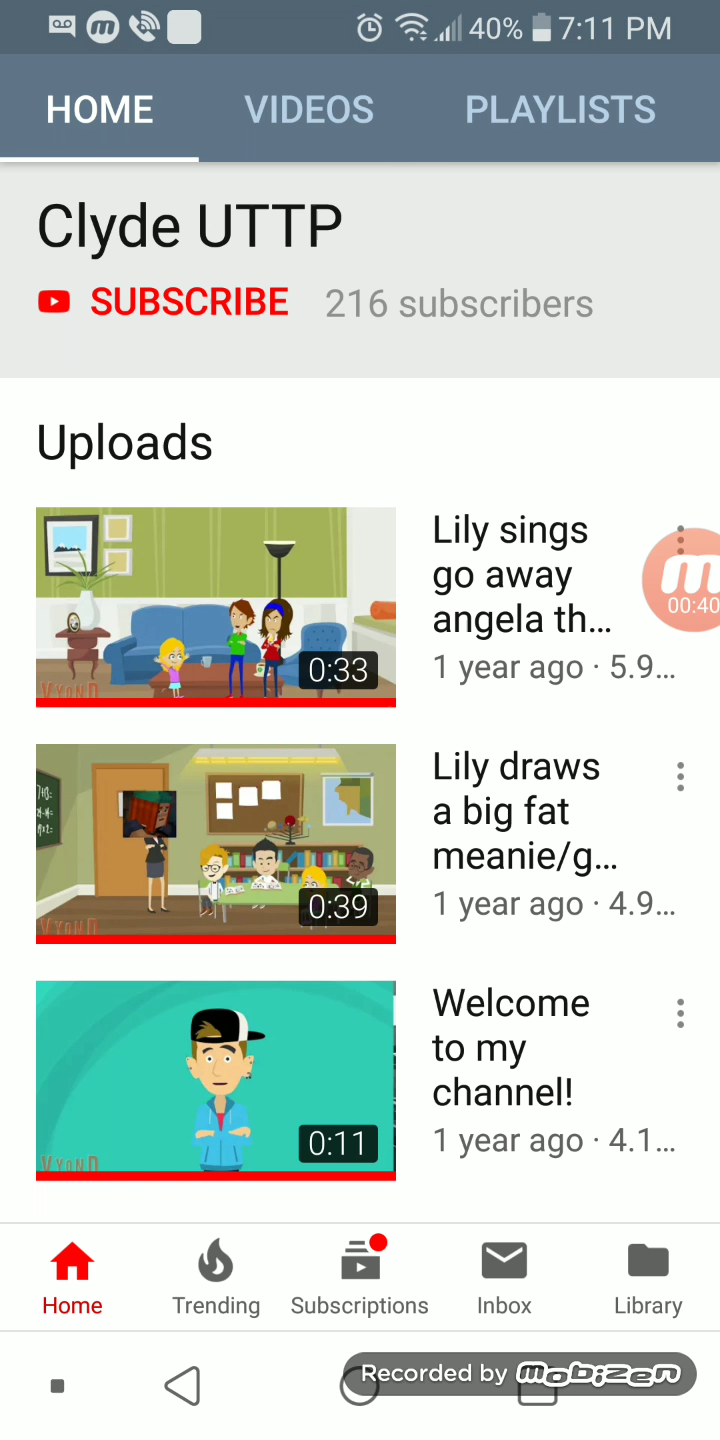 40% 7:11 PM
HOME VIDEOS PLAYLISTS
Clyde UTTP
SUBSCRIBE 216 subscribers
Uploads
Lily sings
go away
angela th...
1 year ago · 5.9...
00:40
0:33
VYOND
Lily draws
a big fat
meanie/g...
1 year ago · 4.9...
0:39
VYOND
Welcome
to my
channel!
1 year ago · 4.1...
0:11
VYOND
Home Trending Subscriptions Inbox Library
Recorded by mobizen